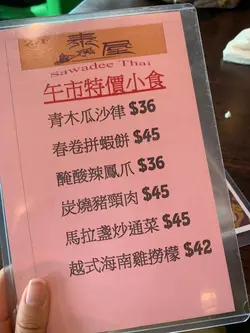 泰屋
Sawadee Thai
午市特價小食
青木瓜沙律 $36
春卷拼蝦餅 $45
醃酸辣鳳爪 $36
炭燒豬頸肉 $45
馬拉盞炒通菜 $45
越式海南雞撈檬 $42